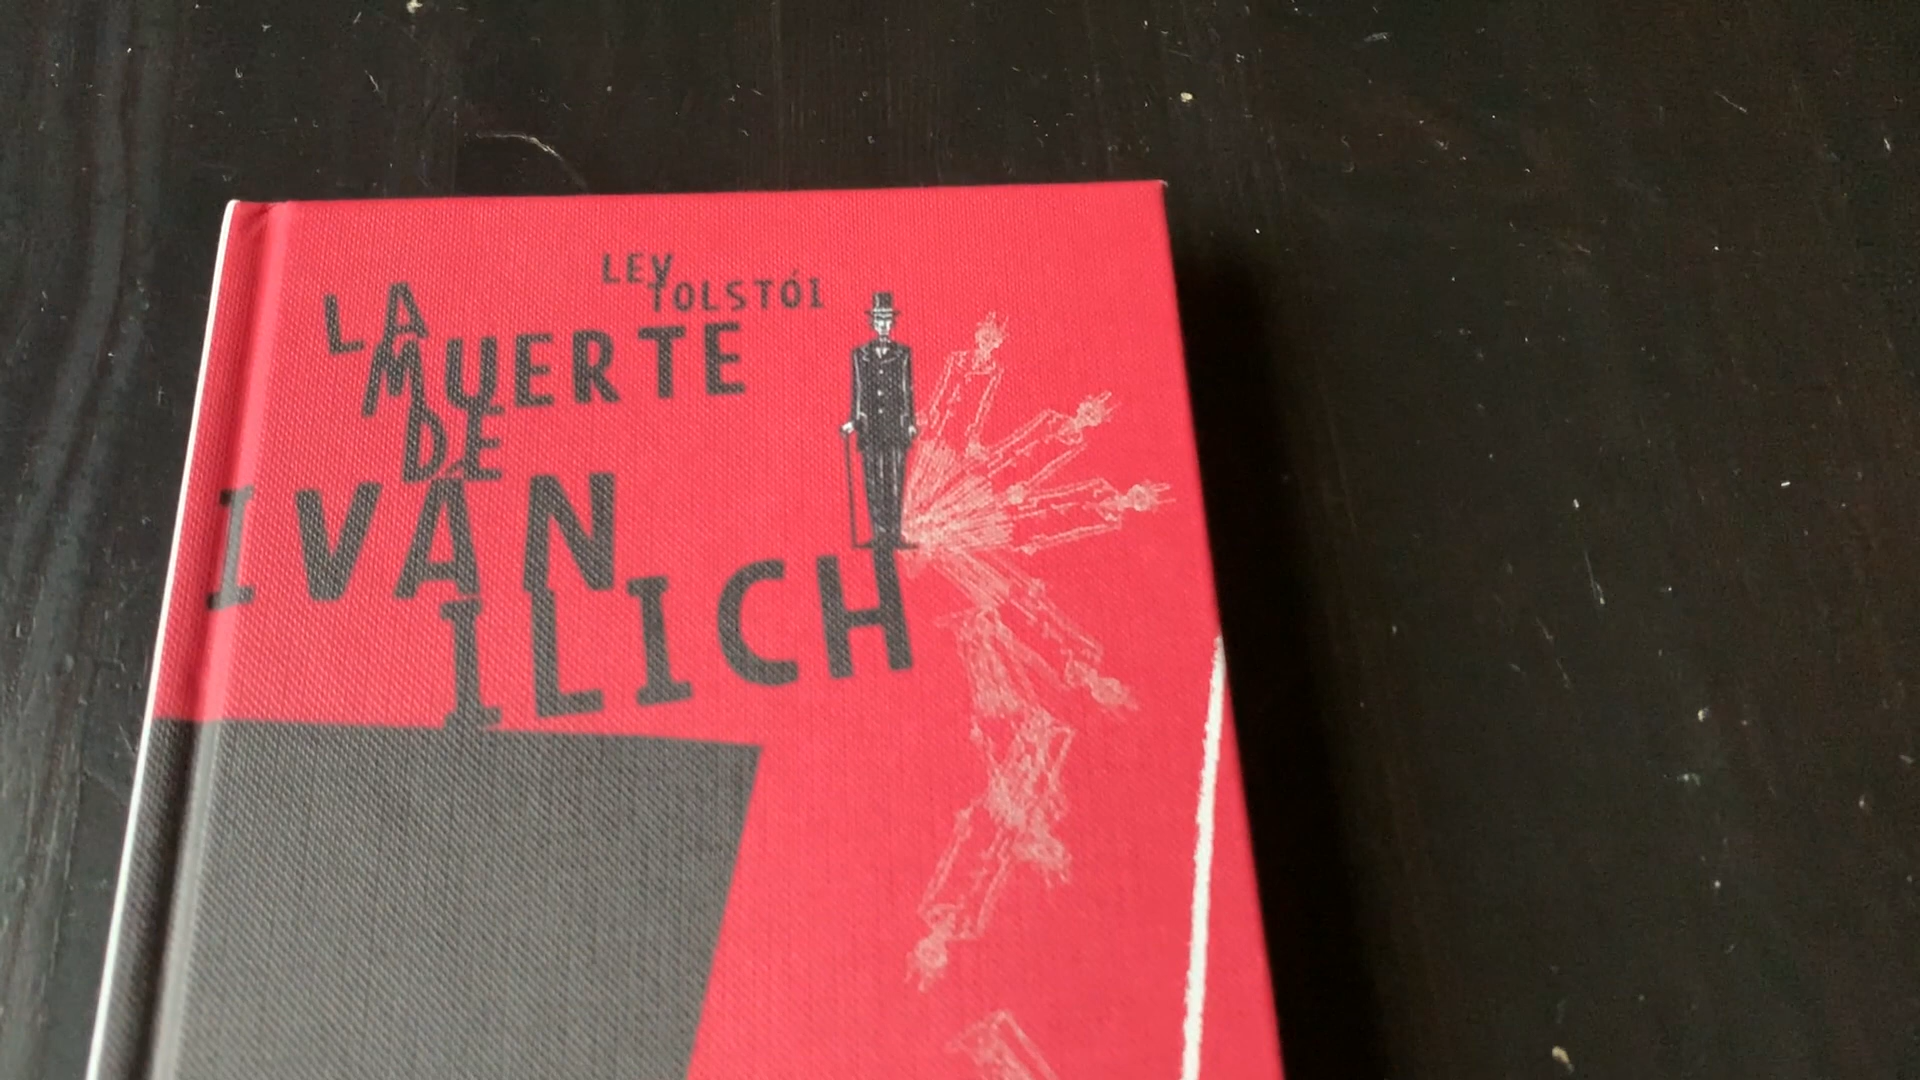 LEV
TOLSTÓI
LA
MUERTE
DE
IVÁN
ILICH